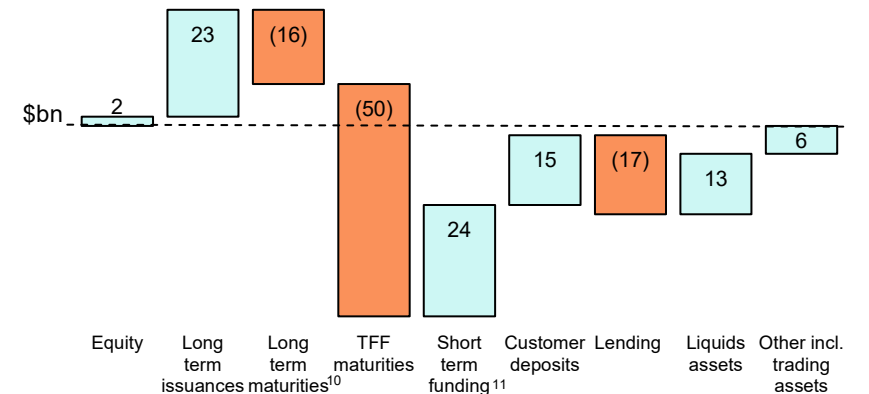 23
(16)
2
(50)
$bn
6
15
(17)
13
24
Equity
Long
term
issuances
Long
term
maturities10
TFF
maturities
Short
term
funding11
Customer
deposits
Lending
Liquids
assets
Other incl.
trading
assets